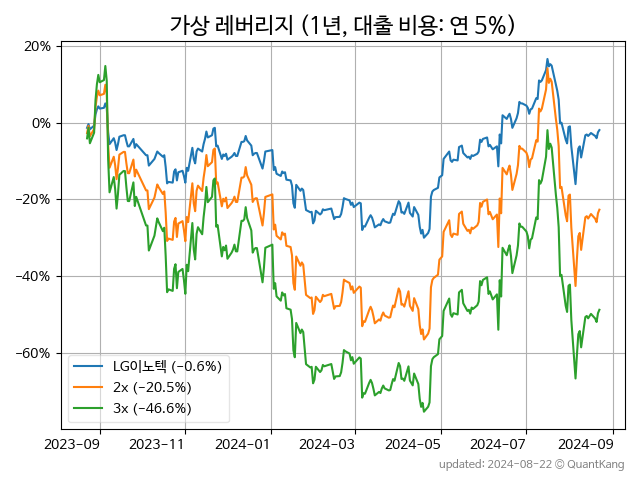 가상 레버리지 (1년, 대출 비용: 연 5%)
20%
0%
−20%
−40%
−60%
LG이노텍 (−0.6%)
2x (−20.5%)
3x (−46.6%)
2023-09 2023-11 2024-01 2024-03 2024-05 2024-07 2024-09
updated: 2024-08-22 © QuantKang